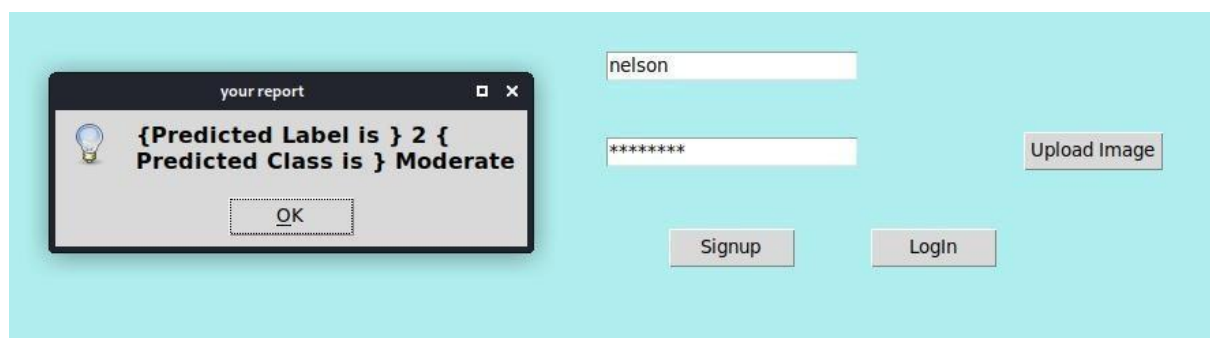 your report
{Predicted Label is } 2 {
Predicted Class is } Moderate
OK
nelson
********
Upload Image
Signup
LogIn